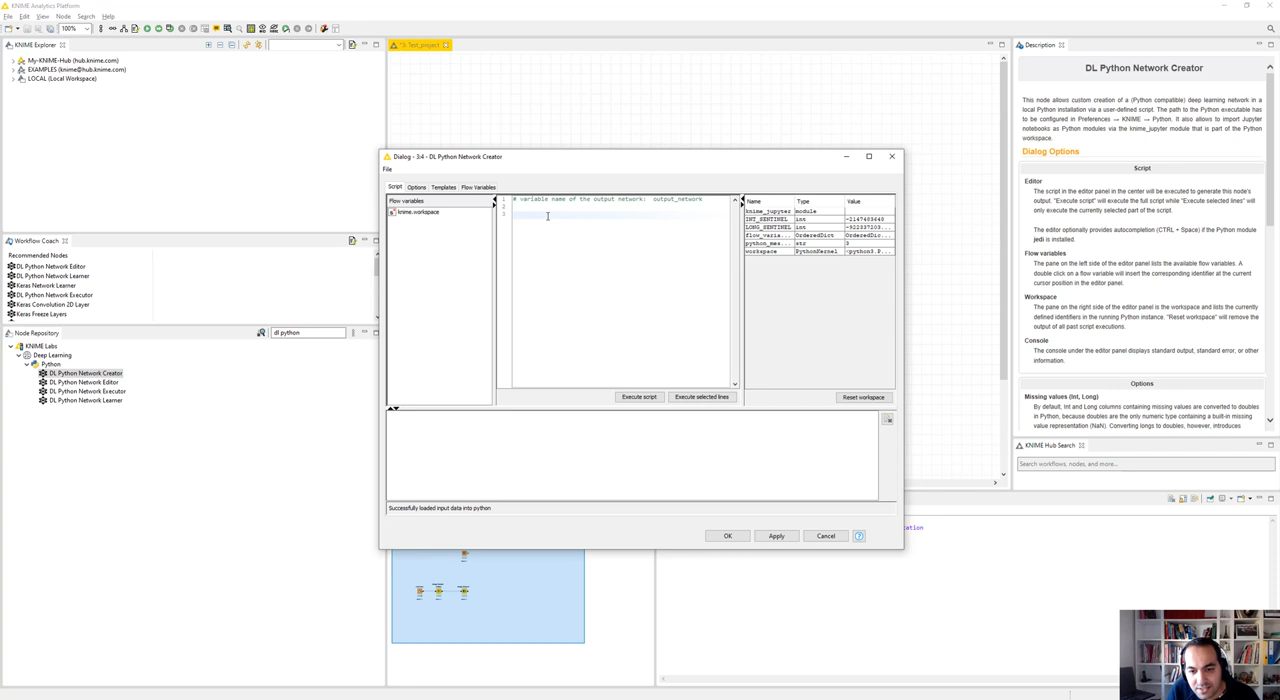 KNIME Analytics Platform
File Edit View Node Search Help
100%
KNIME Explorer
My-KNIME-Hub (hub.knime.com)
EXAMPLES (knime@hub.knime.com)
LOCAL (Local Workspace)
Workflow Coach
Recommended Nodes
DL Python Network Editor
DL Python Network Learner
Keras Network Learner
DL Python Network Executor
Keras Convolution 2D Layer
Keras Freeze Layers
Node Repository
dl python
KNIME Labs
Deep Learning
Python
DL Python Network Creator
DL Python Network Editor
DL Python Network Executor
DL Python Network Learner
Test_project
Dialog - 3:4 - DL Python Network Creator
File
Script Options Templates Flow Variables
Flow variables
knime.workspace
1 # variable name of the output network: output_network
2
3
Name Type Value
knime_jupyter module
INT_SENTINEL int -2147483648
LONG_SENTINEL int -922337203...
flow_varia... OrderedDict OrderedDic...
python_mes... str 3
workspace PythonKernel <python3.P...
Execute script Execute selected lines Reset workspace
Successfully loaded input data into python
OK Apply Cancel
Description
DL Python Network Creator
This node allows custom creation of a (Python compatible) deep learning network in a
local Python installation via a user-defined script. The path to the Python executable has
to be configured in Preferences → KNIME → Python. It also allows to import Jupyter
notebooks as Python modules via the knime_jupyter module that is part of the Python
workspace.
Dialog Options
Script
Editor
The script in the editor panel in the center will be executed to generate this node's
output. "Execute script" will execute the full script while "Execute selected lines" will
only execute the currently selected part of the script.
The editor optionally provides autocompletion (CTRL + Space) if the Python module
jedi is installed.
Flow variables
The pane on the left side of the editor panel lists the available flow variables. A
double click on a flow variable will insert the corresponding identifier at the current
cursor position in the editor panel.
Workspace
The pane on the right side of the editor panel is the workspace and lists the currently
defined identifiers in the running Python instance. "Reset workspace" will remove the
output of all past script executions.
Console
The console under the editor panel displays standard output, standard error, or other
information.
Options
Missing values (Int, Long)
By default, Int and Long columns containing missing values are converted to doubles
in Python, because doubles are the only numeric type containing a built-in missing
value representation (NaN). Converting longs to doubles, however, introduces
KNIME Hub Search
Search workflows, nodes, and more...